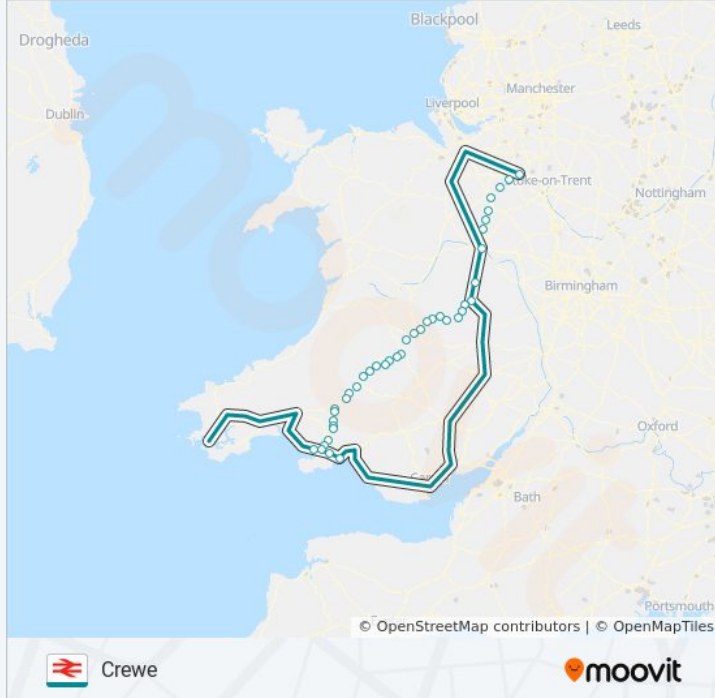 Blackpool
Leeds
Drogheda
Manchester
Liverpool
Dublin
Stoke-on-Trent
Nottingham
Birmingham
Oxford
Bath
Portsmouth
© OpenStreetMap contributors | © OpenMapTiles
Crewe
moovit